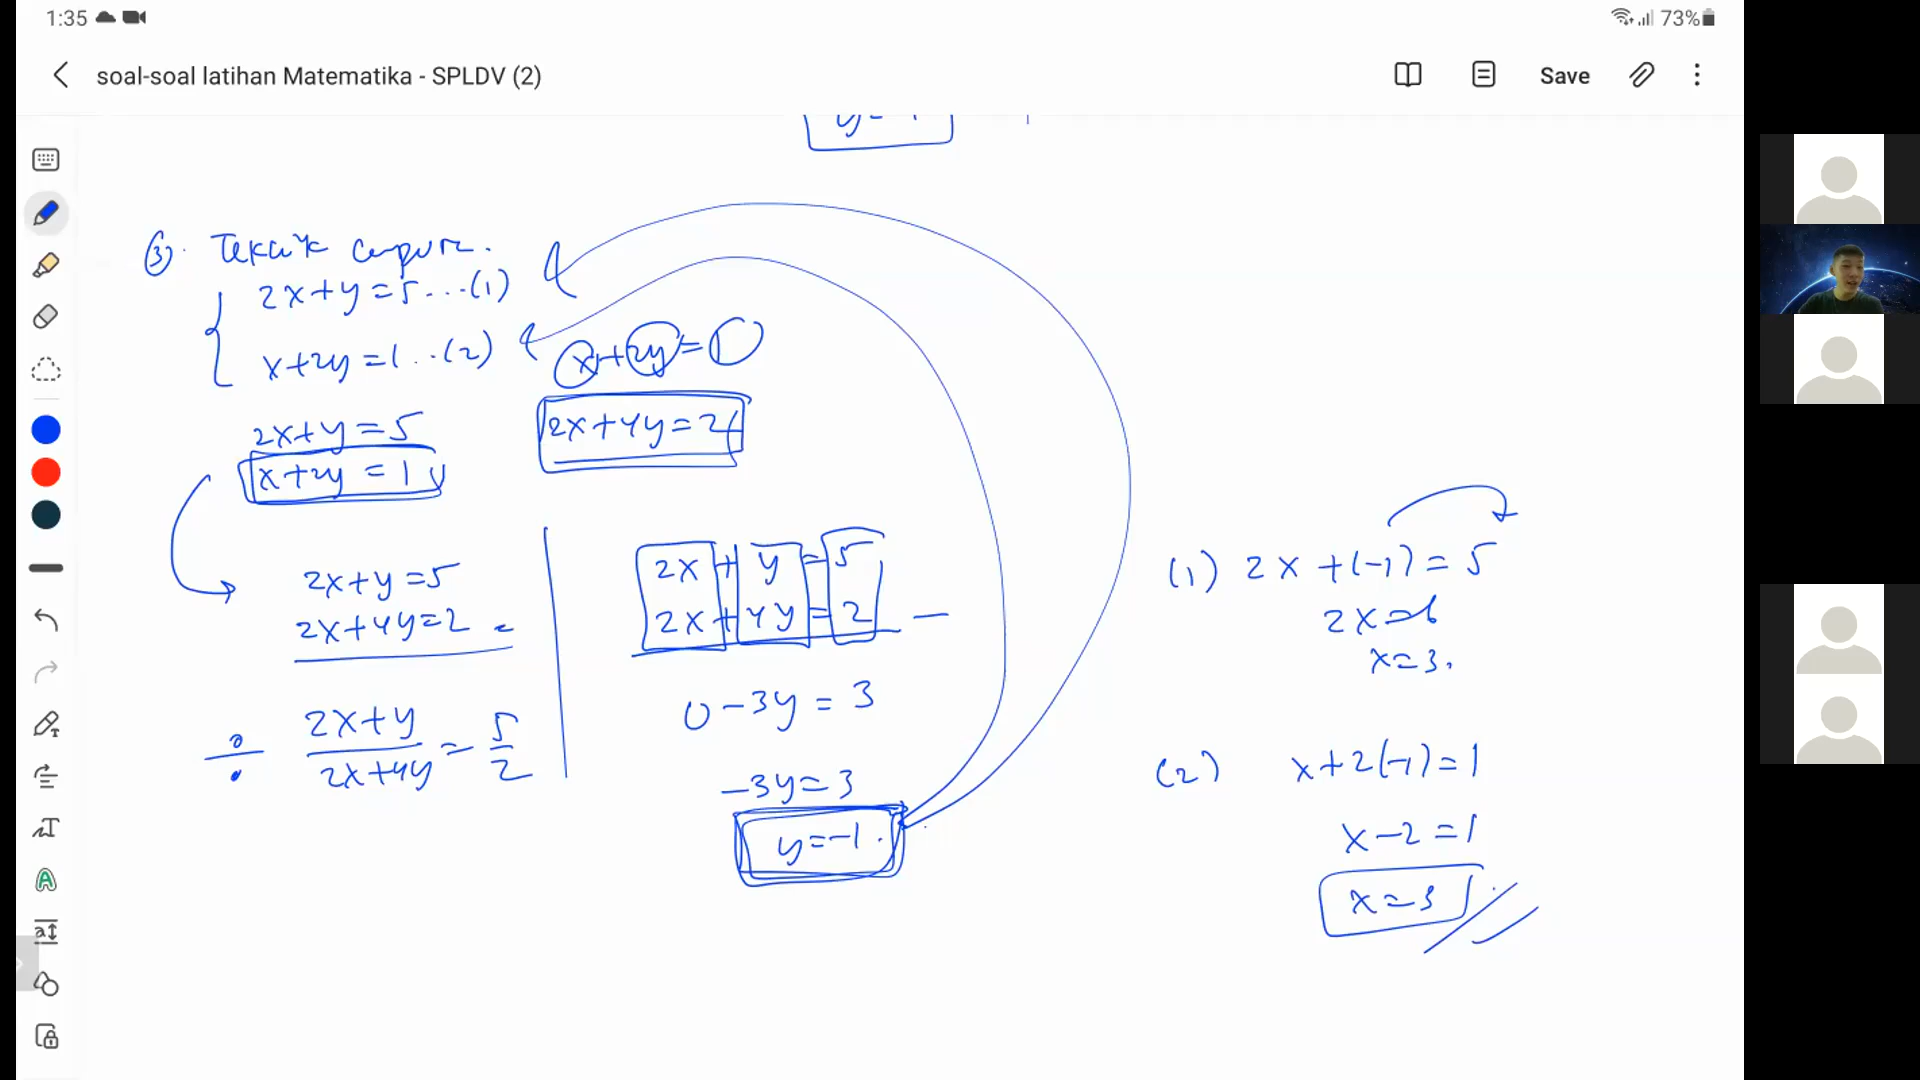 1:35
73%
soal-soal latihan Matematika - SPLDV (2)
Save
(3). Teknik campura.
2x+y=5...(1)
x+2y=1..(2)
x+2y=1
2x+y=5
x+2y=1
2x+4y=2
2x+y=5
2x+4y=2
÷ (2x+y)/(2x+4y) = 5/2
2x+y=5
2x+4y=2 −
0-3y=3
-3y=3
y=-1.
(1) 2x+(-1)=5
2x=6
x=3.
(2) x+2(-1)=1
x-2=1
x=3